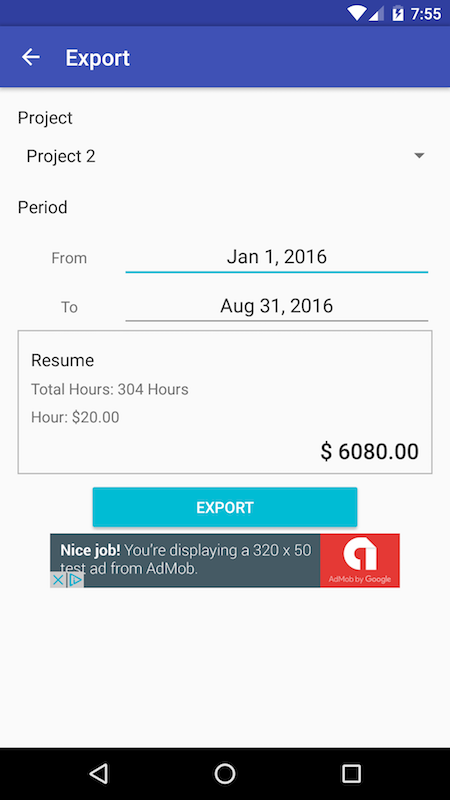 7:55
Export
Project
Project 2
Period
From
Jan 1, 2016
To
Aug 31, 2016
Resume
Total Hours: 304 Hours
Hour: $20.00
$ 6080.00
EXPORT
Nice job! You're displaying a 320 x 50
test ad from AdMob.
AdMob by Google